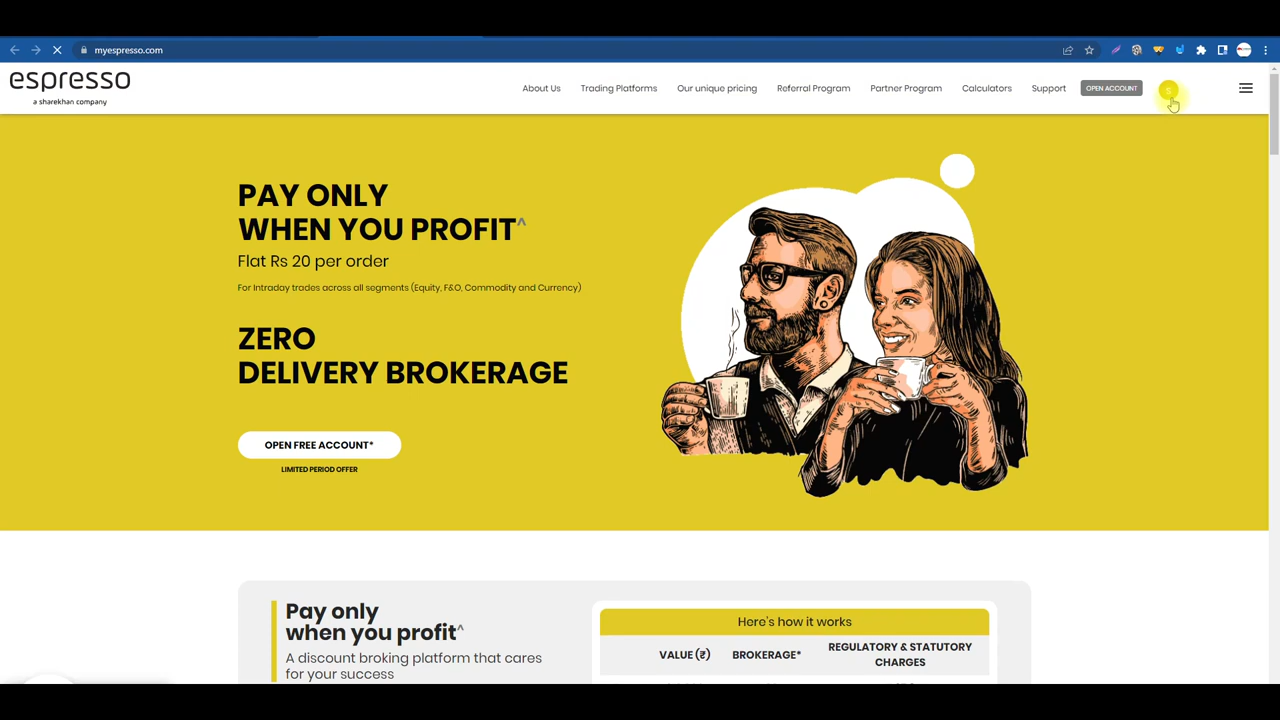 myespresso.com
espresso
a sharekhan company
About Us
Trading Platforms
Our unique pricing
Referral Program
Partner Program
Calculators
Support
OPEN ACCOUNT
S
PAY ONLY
WHEN YOU PROFIT^
Flat Rs 20 per order
For Intraday trades across all segments (Equity, F&O, Commodity and Currency)
ZERO
DELIVERY BROKERAGE
OPEN FREE ACCOUNT*
LIMITED PERIOD OFFER
Pay only
when you profit^
A discount broking platform that cares
for your success
Here's how it works
VALUE (₹)
BROKERAGE*
REGULATORY & STATUTORY
CHARGES